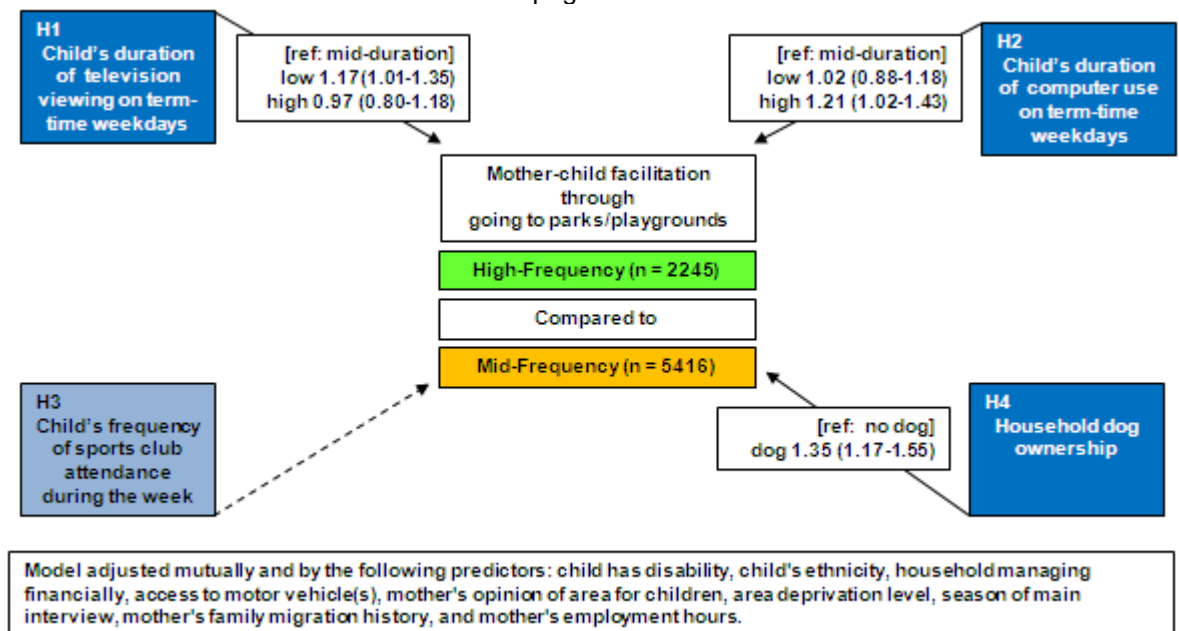 H1
Child's duration
of television
viewing on term-
time weekdays
[ref: mid-duration]
low 1.17(1.01-1.35)
high 0.97 (0.80-1.18)
[ref: mid-duration]
low 1.02 (0.88-1.18)
high 1.21 (1.02-1.43)
H2
Child's duration
of computer use
on term-time
weekdays
Mother-child facilitation
through
going to parks/playgrounds
High-Frequency (n = 2245)
Compared to
Mid-Frequency (n = 5416)
H3
Child's frequency
of sports club
attendance
during the week
[ref: no dog]
dog 1.35 (1.17-1.55)
H4
Household dog
ownership
Model adjusted mutually and by the following predictors: child has disability, child's ethnicity, household managing
financially, access to motor vehicle(s), mother's opinion of area for children, area deprivation level, season of main
interview, mother's family migration history, and mother's employment hours.